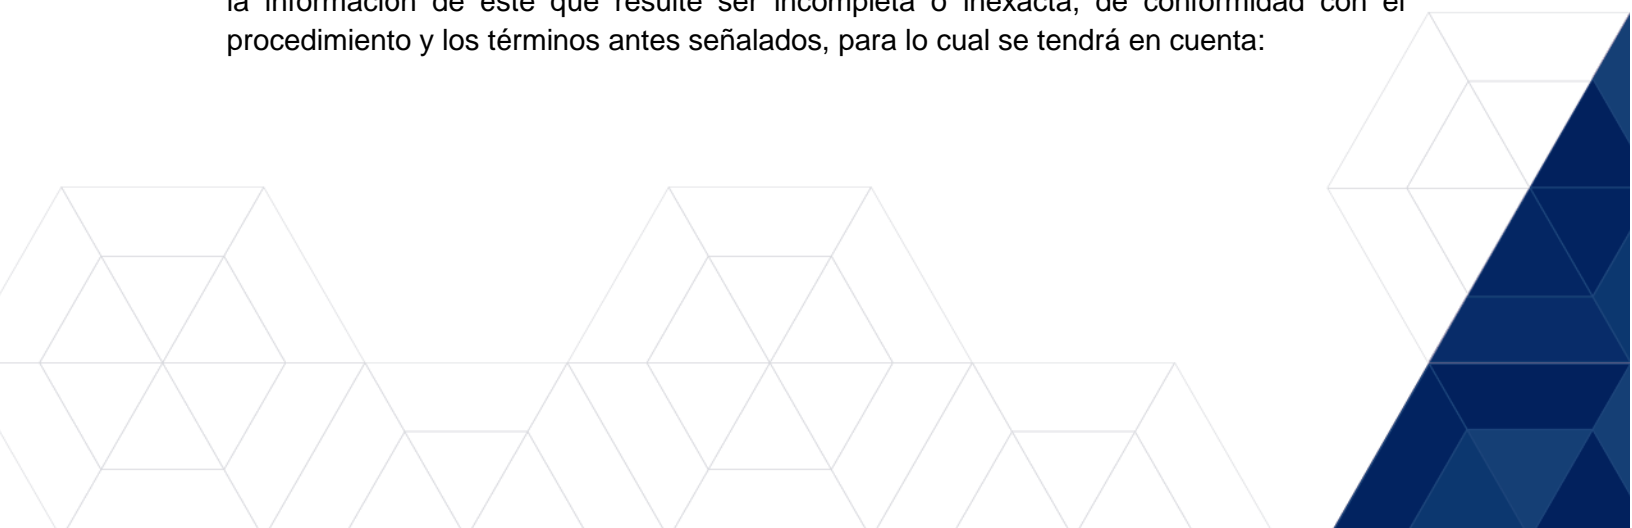 la información de este que resulte ser incompleta o inexacta, de conformidad con el
procedimiento y los términos antes señalados, para lo cual se tendrá en cuenta: